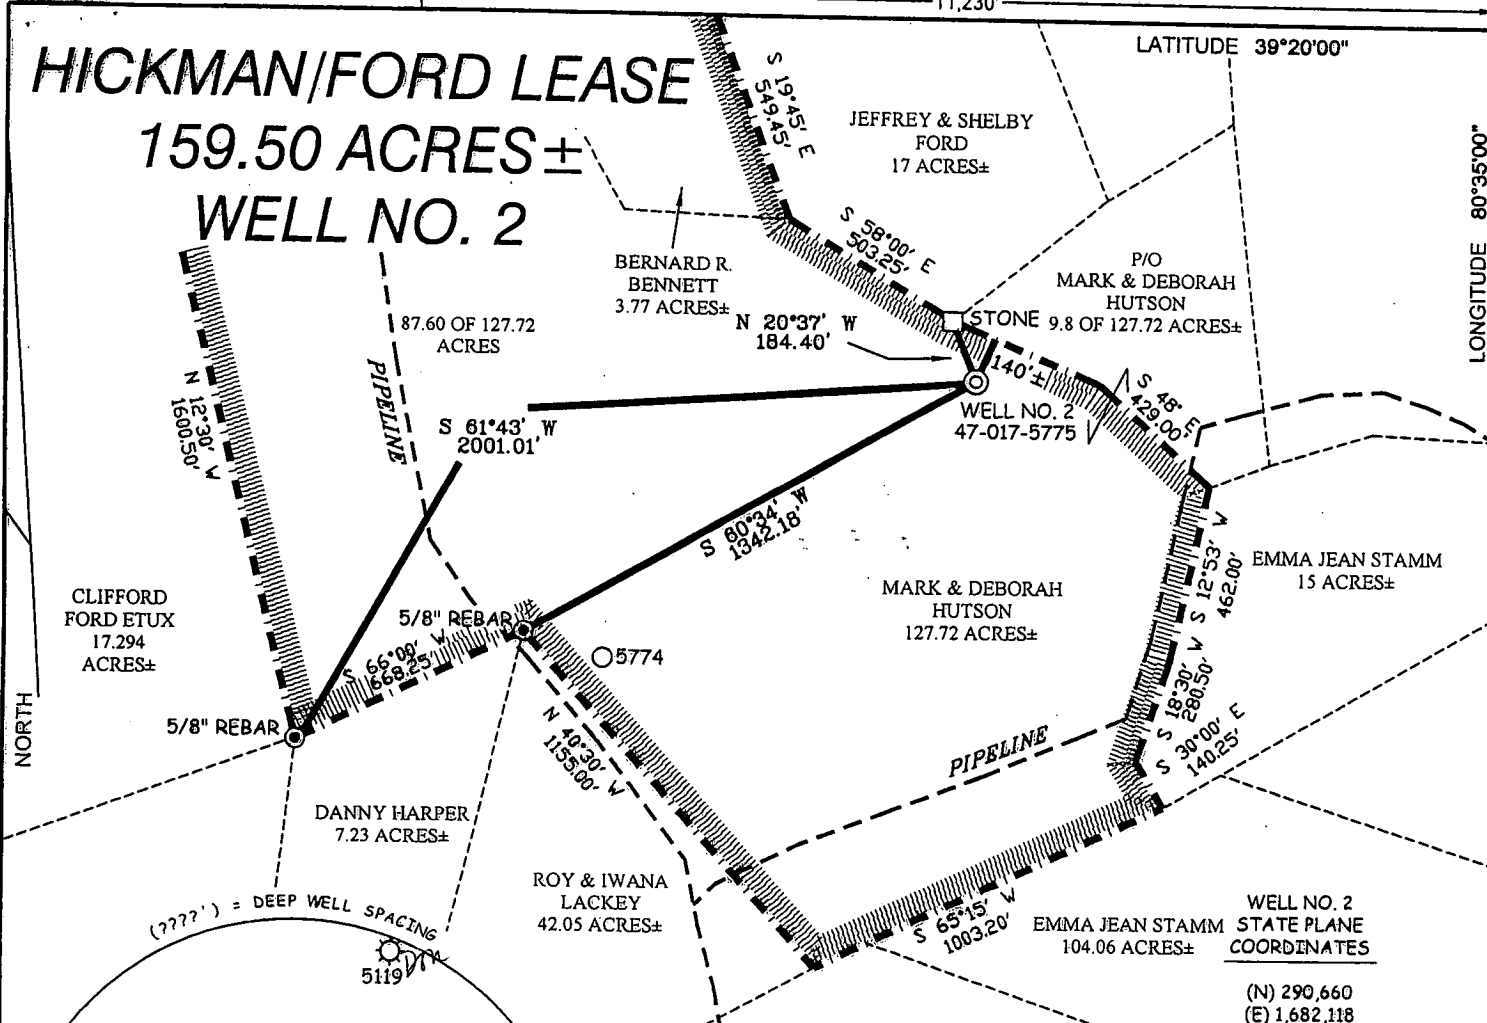 11,230'
LATITUDE 39°20'00"
HICKMAN/FORD LEASE
159.50 ACRES±
WELL NO. 2
LONGITUDE 80°35'00"
S 19°45' E
549.45'
JEFFREY & SHELBY
FORD
17 ACRES±
S 58°00' E
503.25'
BERNARD R.
BENNETT
3.77 ACRES±
P/O
MARK & DEBORAH
HUTSON
9.8 OF 127.72 ACRES±
87.60 OF 127.72
ACRES
N 20°37' W
184.40'
STONE
140'±
PIPELINE
N 12°30' W
1600.50'
S 48° E
429.00'
WELL NO. 2
47-017-5775
S 61°43' W
2001.01'
S 60°34' W
1342.18'
S 12°53' W
462.00'
EMMA JEAN STAMM
15 ACRES±
MARK & DEBORAH
HUTSON
127.72 ACRES±
CLIFFORD
FORD ETUX
17.294
ACRES±
5/8" REBAR
5774
S 66°00' W
668.25'
S 18°30' W
280.50'
S 30°00' E
140.25'
NORTH
5/8" REBAR
N 40°30' W
1155.00'
PIPELINE
DANNY HARPER
7.23 ACRES±
ROY & IWANA
LACKEY
42.05 ACRES±
(????') = DEEP WELL SPACING
5119
S 65°15' W
1003.20'
EMMA JEAN STAMM
104.06 ACRES±
WELL NO. 2
STATE PLANE
COORDINATES
(N) 290,660
(E) 1,682,118